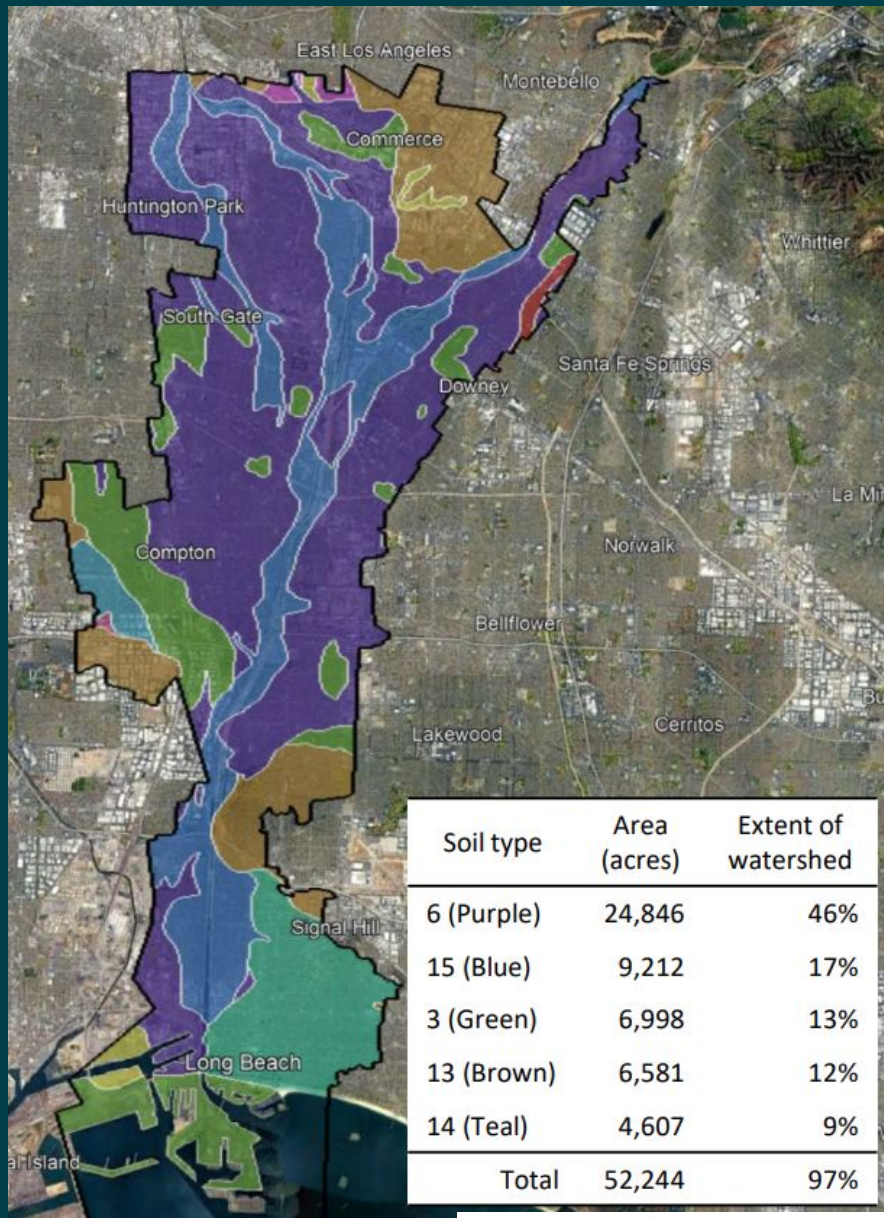 East Los Angeles
Montebello
Commerce
Huntington Park
Whittier
South Gate
Santa Fe Springs
Downey
La Mir
Compton
Norwalk
Bellflower
Bu
Lakewood
Cerritos
Signal Hill
Long Beach
al Island
Soil type Area (acres) Extent of watershed
6 (Purple) 24,846 46%
15 (Blue) 9,212 17%
3 (Green) 6,998 13%
13 (Brown) 6,581 12%
14 (Teal) 4,607 9%
Total 52,244 97%